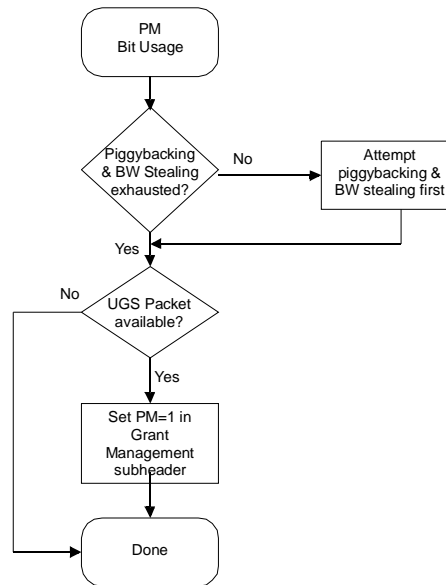 PM
Bit Usage
Piggybacking
& BW Stealing
exhausted?
No
Attempt
piggybacking &
BW stealing first
Yes
No
UGS Packet
available?
Yes
Set PM=1 in
Grant
Management
subheader
Done